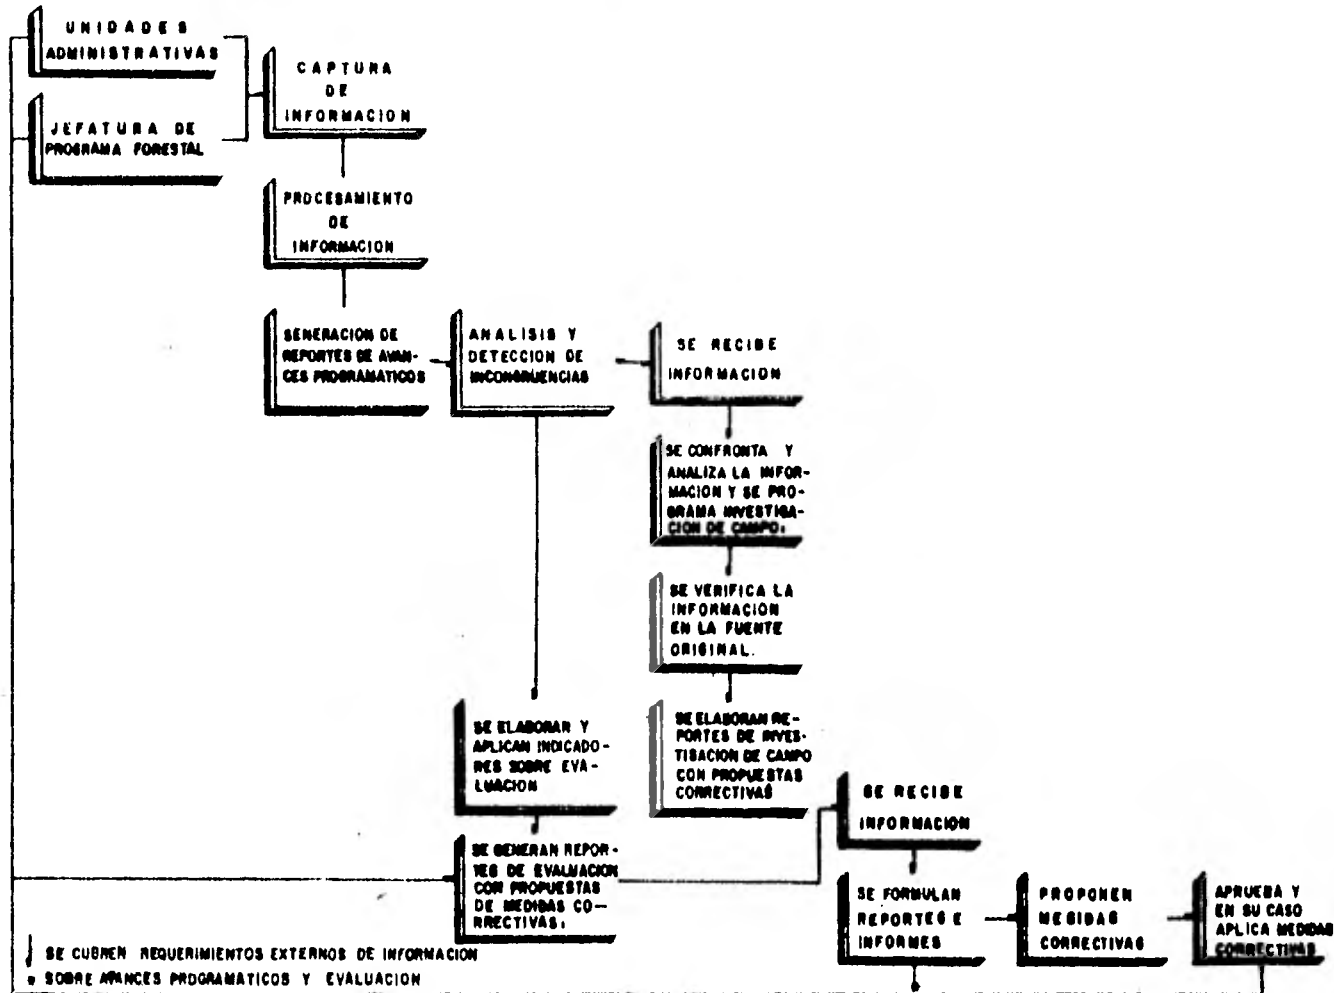 UNIDADES
ADMINISTRATIVAS
JEFATURA DE
PROGRAMA FORESTAL
CAPTURA
DE
INFORMACION
PROCESAMIENTO
DE
INFORMACION
GENERACION DE
REPORTES DE AVAN-
CES PROGRAMATICOS
ANALISIS Y
DETECCION DE
INCONGRUENCIAS
SE RECIBE
INFORMACION
SE CONFRONTA Y
ANALIZA LA INFOR-
MACION Y SE PRO-
GRAMA INVESTIGA-
CION DE CAMPO.
SE VERIFICA LA
INFORMACION
EN LA FUENTE
ORIGINAL.
SE ELABORAN RE-
PORTES DE INVES-
TIGACION DE CAMPO
CON PROPUESTAS
CORRECTIVAS
SE ELABORAN Y
APLICAN INDICADO-
RES SOBRE EVA-
LUACION
SE GENERAN REPOR-
TES DE EVALUACION
CON PROPUESTAS
DE MEDIDAS CO-
RRECTIVAS.
SE RECIBE
INFORMACION
SE FORMULAN
REPORTES E
INFORMES
PROPONEN
MEDIDAS
CORRECTIVAS
APRUEBA Y
EN SU CASO
APLICA MEDIDAS
CORRECTIVAS
SE CUBREN REQUERIMIENTOS EXTERNOS DE INFORMACION
SOBRE AVANCES PROGRAMATICOS Y EVALUACION